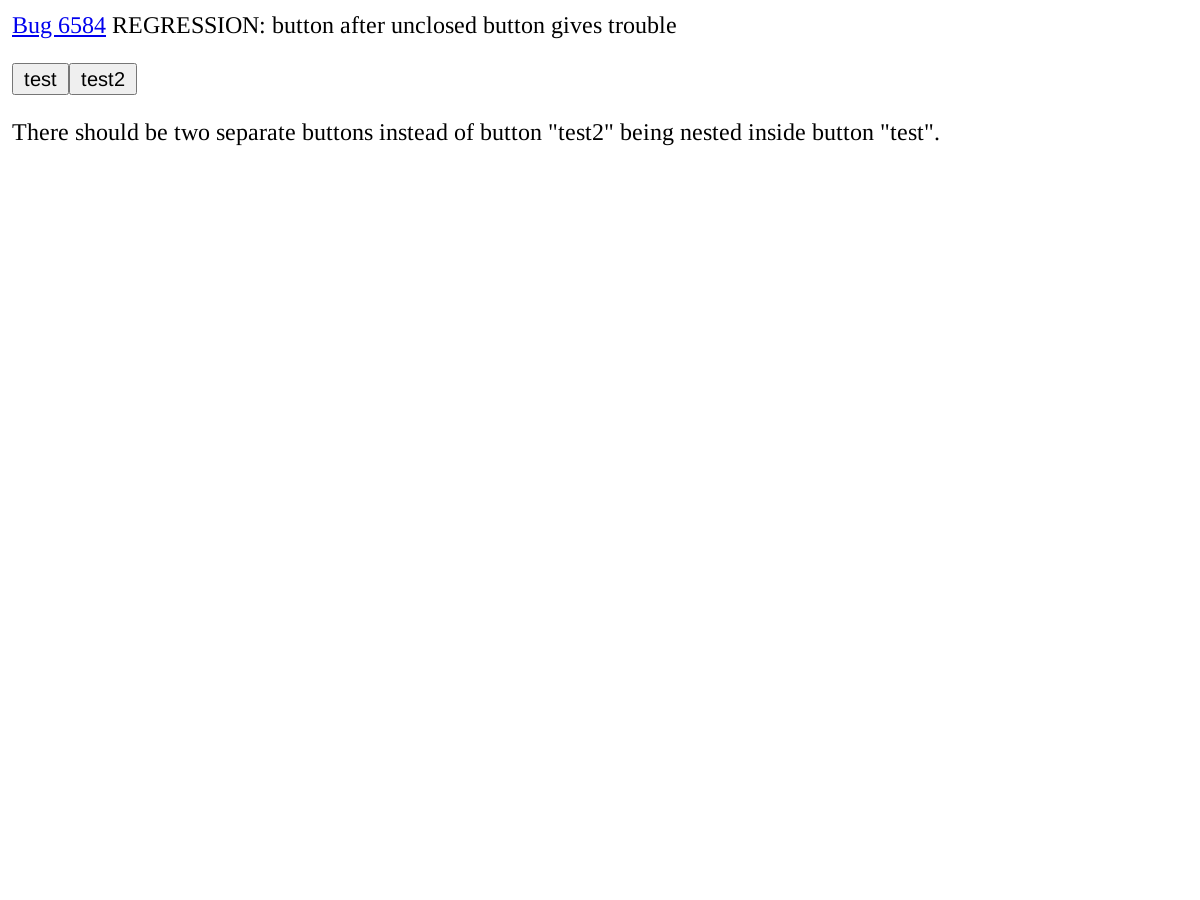 Bug 6584 REGRESSION: button after unclosed button gives trouble
test test2
There should be two separate buttons instead of button "test2" being nested inside button "test".